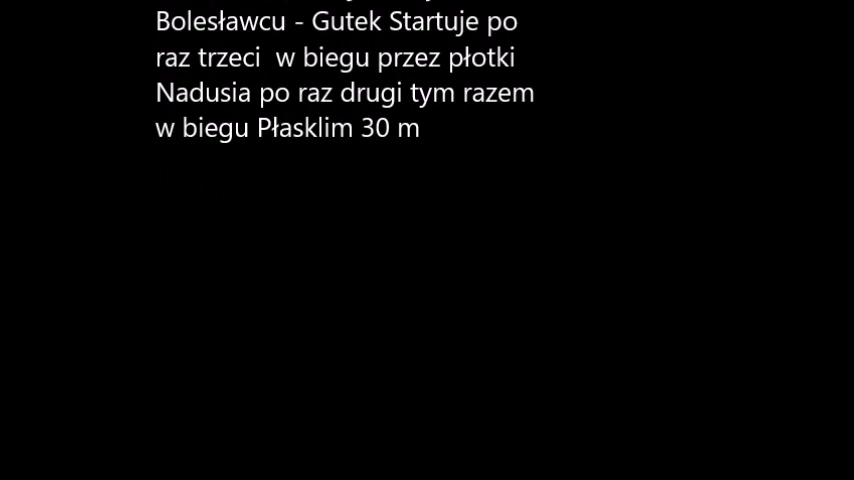 Bolesławcu - Gutek Startuje po
raz trzeci  w biegu przez płotki
Nadusia po raz drugi tym razem
w biegu Płasklim 30 m